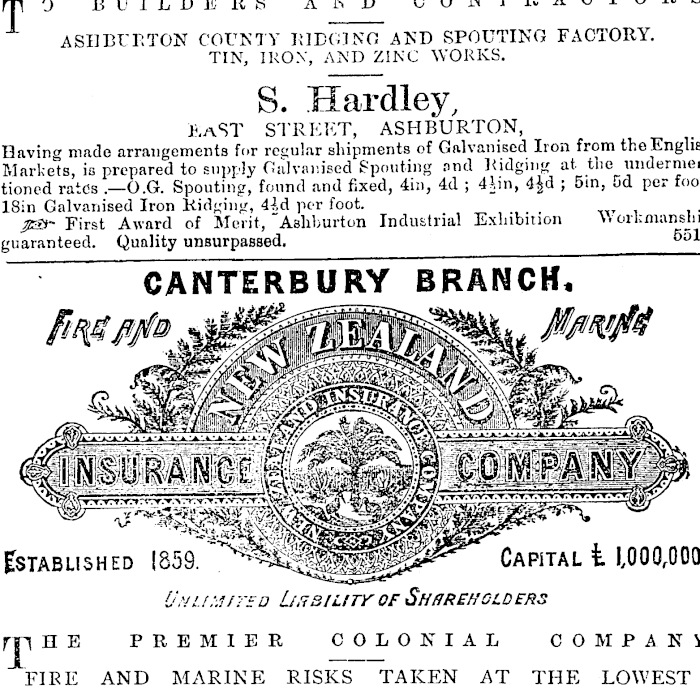 TO BUILDERS AND CONTRACTORS
ASHBURTON COUNTY RIDGING AND SPOUTING FACTORY.
TIN, IRON, AND ZINC WORKS.
S. Hardley,
EAST STREET, ASHBURTON,
Having made arrangements for regular shipments of Galvanised Iron from the Englis
Markets, is prepared to supply Galvanised Spouting and Ridging at the undermen
tioned rates .—O.G. Spouting, found and fixed, 4in, 4d ; 4½in, 4½d ; 5in, 5d per foo
18in Galvanised Iron Ridging, 4½d per foot.
First Award of Merit, Ashburton Industrial Exhibition Workmanshi
guaranteed. Quality unsurpassed. 551
CANTERBURY BRANCH.
FIRE AND MARINE
NEW ZEALAND
INSURANCE COMPANY
NEW ZEALAND INSURANCE COMPANY
ESTABLISHED 1859. CAPITAL £ 1,000,000
UNLIMITED LIABILITY OF SHAREHOLDERS
THE PREMIER COLONIAL COMPANY
FIRE AND MARINE RISKS TAKEN AT THE LOWEST